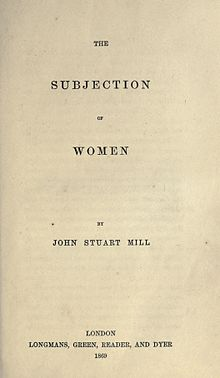 THE
SUBJECTION
OF
WOMEN
BY
JOHN STUART MILL
LONDON
LONGMANS, GREEN, READER, AND DYER
1869